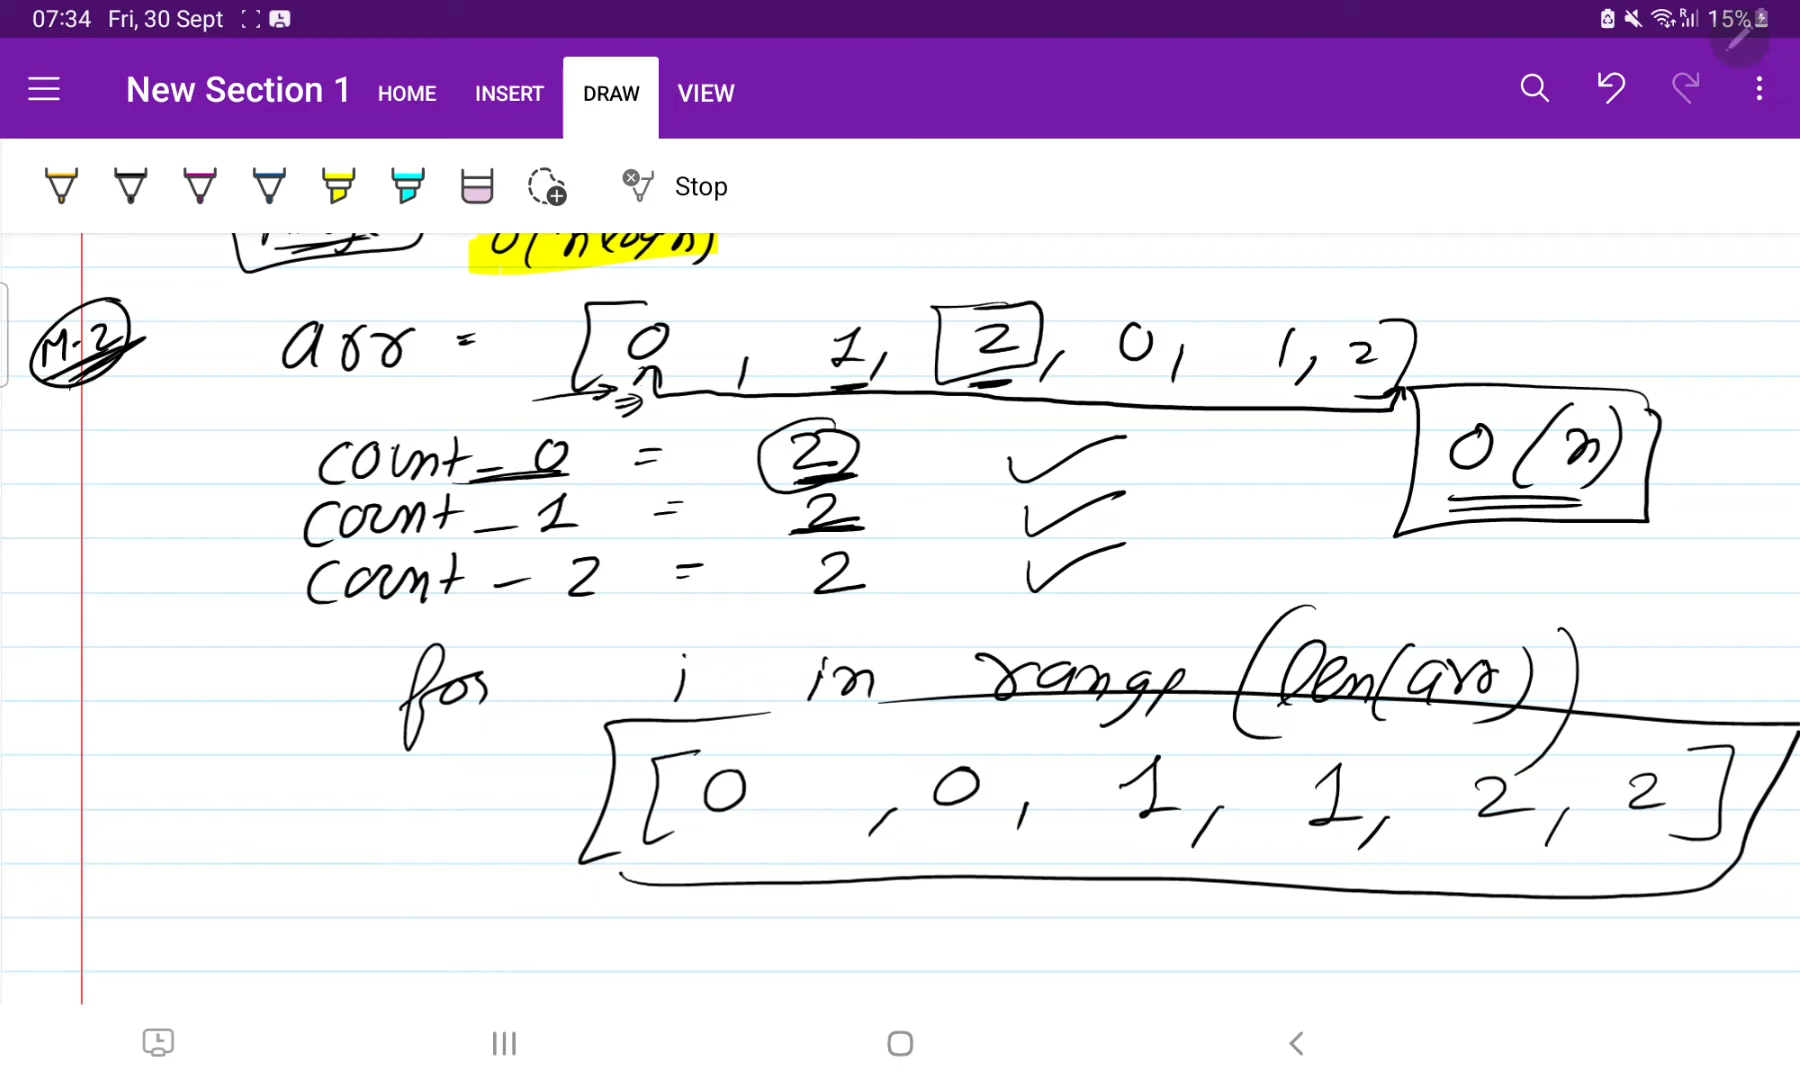 07:34 Fri, 30 Sept 15%
New Section 1 HOME INSERT DRAW VIEW
Stop
O(n log n)
M-2 arr = [0, 1, 2, 0, 1, 2]
count_0 = 2
O(n)
count_1 = 2
count_2 = 2
for i in range(len(arr))
[0, 0, 1, 1, 2, 2]